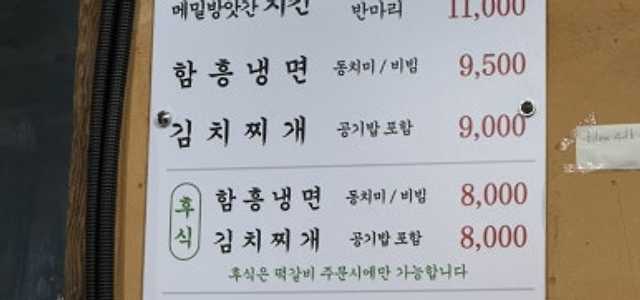 메밀방앗간 치킨 반마리 11,000
함흥냉면 동치미/비빔 9,500
김치찌개 공기밥 포함 9,000
후식 함흥냉면 동치미/비빔 8,000
김치찌개 공기밥 포함 8,000
후식은 떡갈비 주문시에만 가능합니다